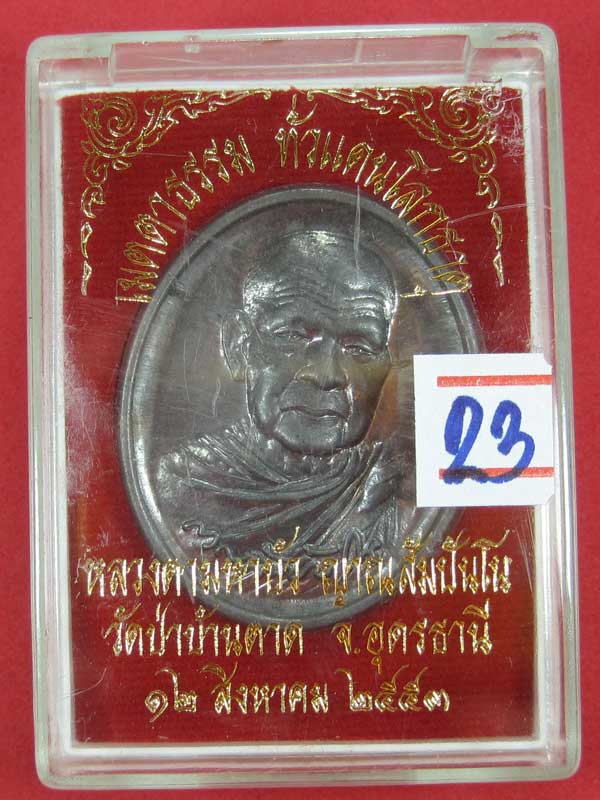 เมตตาธรรม ทั่วแดนโลกธาตุ
23
หลวงตามหาบัว ญาณสัมปันโน
วัดป่าบ้านตาด จ.อุดรธานี
๑๒ สิงหาคม ๒๕๕๓